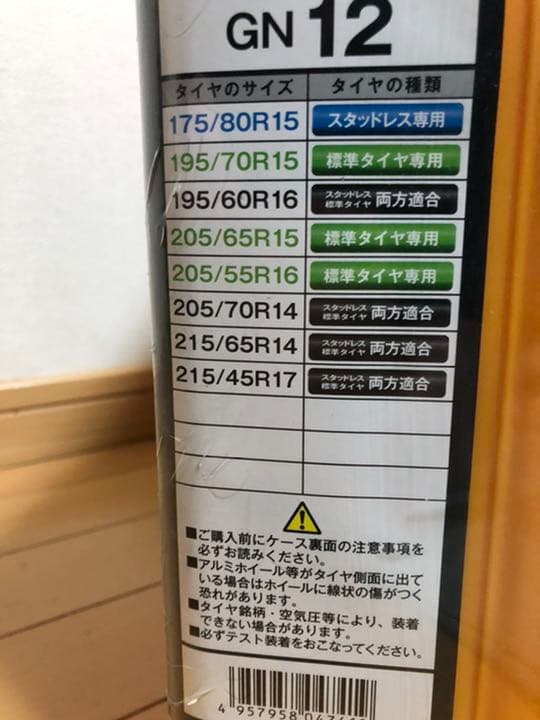 GN 12
タイヤのサイズ タイヤの種類
175/80R15 スタッドレス専用
195/70R15 標準タイヤ専用
195/60R16 スタッドレス 標準タイヤ 両方適合
205/65R15 標準タイヤ専用
205/55R16 標準タイヤ専用
205/70R14 スタッドレス 標準タイヤ 両方適合
215/65R14 スタッドレス 標準タイヤ 両方適合
215/45R17 スタッドレス 標準タイヤ 両方適合
■ご購入前にケース裏面の注意事項を
必ずお読みください。
■アルミホイール等がタイヤ側面に出て
いる場合はホイールに線状の傷がつく
恐れがあります。
■タイヤ銘柄・空気圧等により、装着
できない場合があります。
■必ずテスト装着をおこなってください。
4 957958